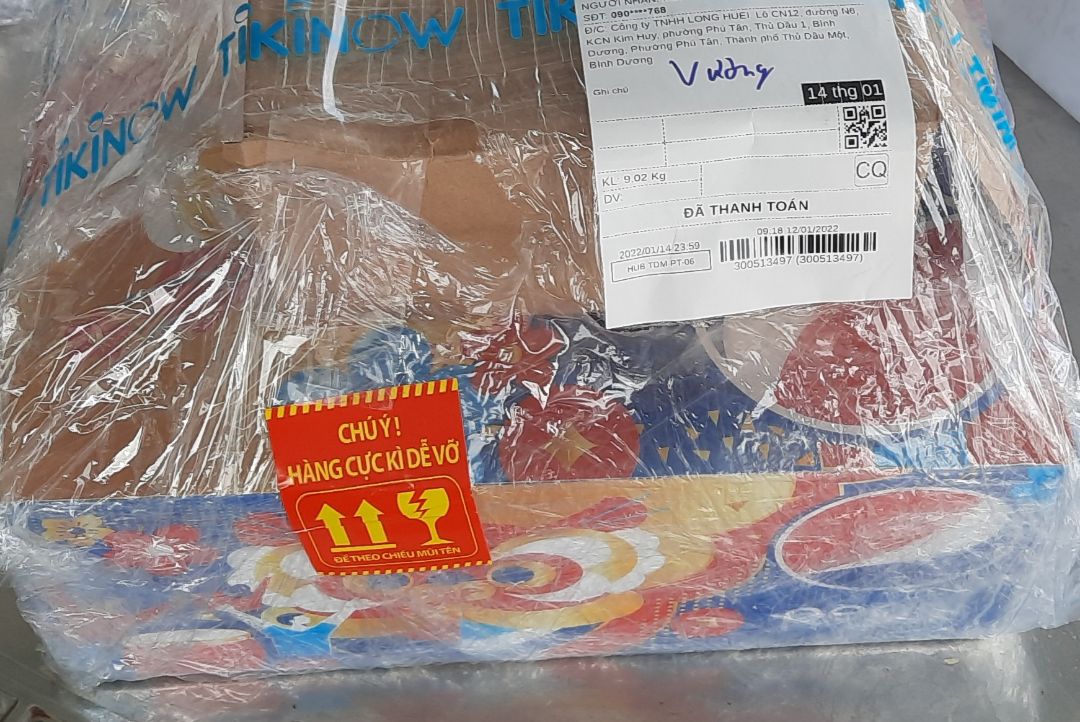 TIKINOW
TIKINOW
NGƯỜI NHẬN:
SĐT: 090****768
Đ/C: Công ty TNHH LONG HUEI. Lô CN12, đường N6,
KCN Kim Huy, phường Phú Tân, Thủ Dầu 1, Bình
Dương, Phường Phú Tân, Thành phố Thủ Dầu Một,
Bình Dương
Vường
Ghi chú
14 thg 01
KL: 9.02 Kg
CQ
DV:
ĐÃ THANH TOÁN
09:18 12/01/2022
2022/01/14 23:59
HUB TDM-PT-06
300513497 (300513497)
CHÚ Ý!
HÀNG CỰC KÌ DỄ VỠ
ĐỂ THEO CHIỀU MŨI TÊN